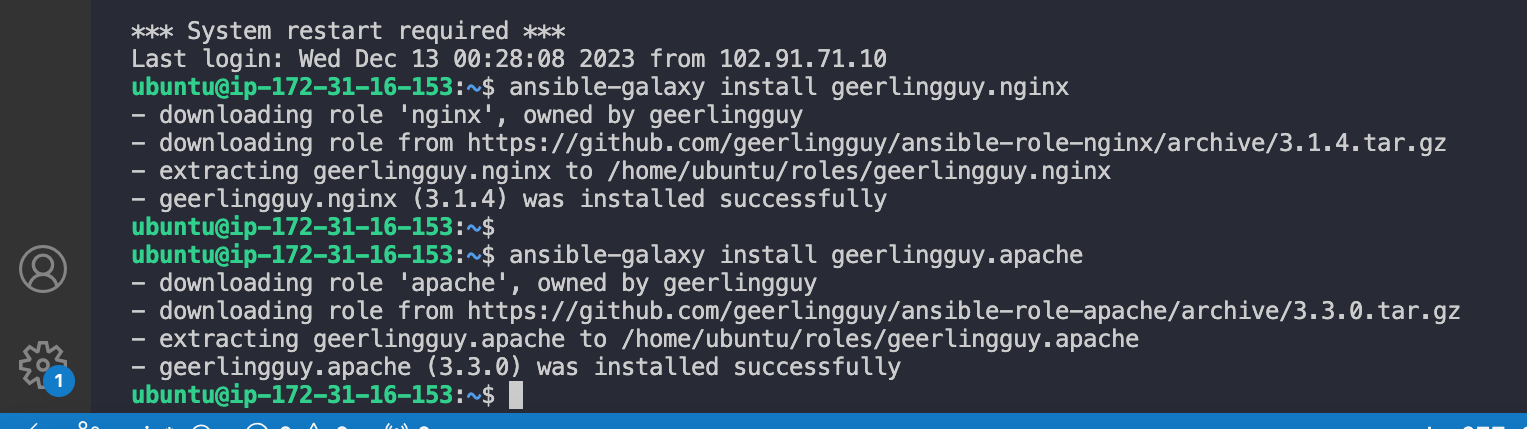 *** System restart required ***
Last login: Wed Dec 13 00:28:08 2023 from 102.91.71.10
ubuntu@ip-172-31-16-153:~$ ansible-galaxy install geerlingguy.nginx
- downloading role 'nginx', owned by geerlingguy
- downloading role from https://github.com/geerlingguy/ansible-role-nginx/archive/3.1.4.tar.gz
- extracting geerlingguy.nginx to /home/ubuntu/roles/geerlingguy.nginx
- geerlingguy.nginx (3.1.4) was installed successfully
ubuntu@ip-172-31-16-153:~$
ubuntu@ip-172-31-16-153:~$ ansible-galaxy install geerlingguy.apache
- downloading role 'apache', owned by geerlingguy
- downloading role from https://github.com/geerlingguy/ansible-role-apache/archive/3.3.0.tar.gz
- extracting geerlingguy.apache to /home/ubuntu/roles/geerlingguy.apache
- geerlingguy.apache (3.3.0) was installed successfully
ubuntu@ip-172-31-16-153:~$
1